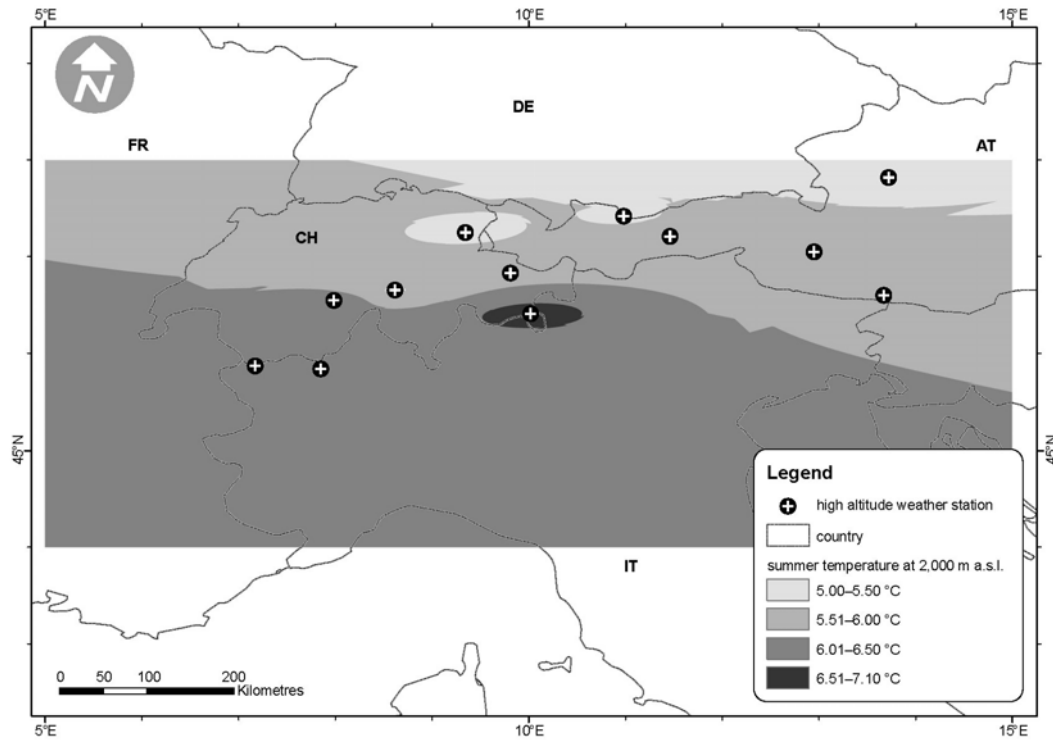 5°E 10°E 15°E
N
DE
FR
AT
CH
45°N
45°N
IT
Legend
high altitude weather station
country
summer temperature at 2,000 m a.s.l.
5.00–5.50 °C
5.51–6.00 °C
6.01–6.50 °C
6.51–7.10 °C
0 50 100 200
Kilometres
5°E 10°E 15°E